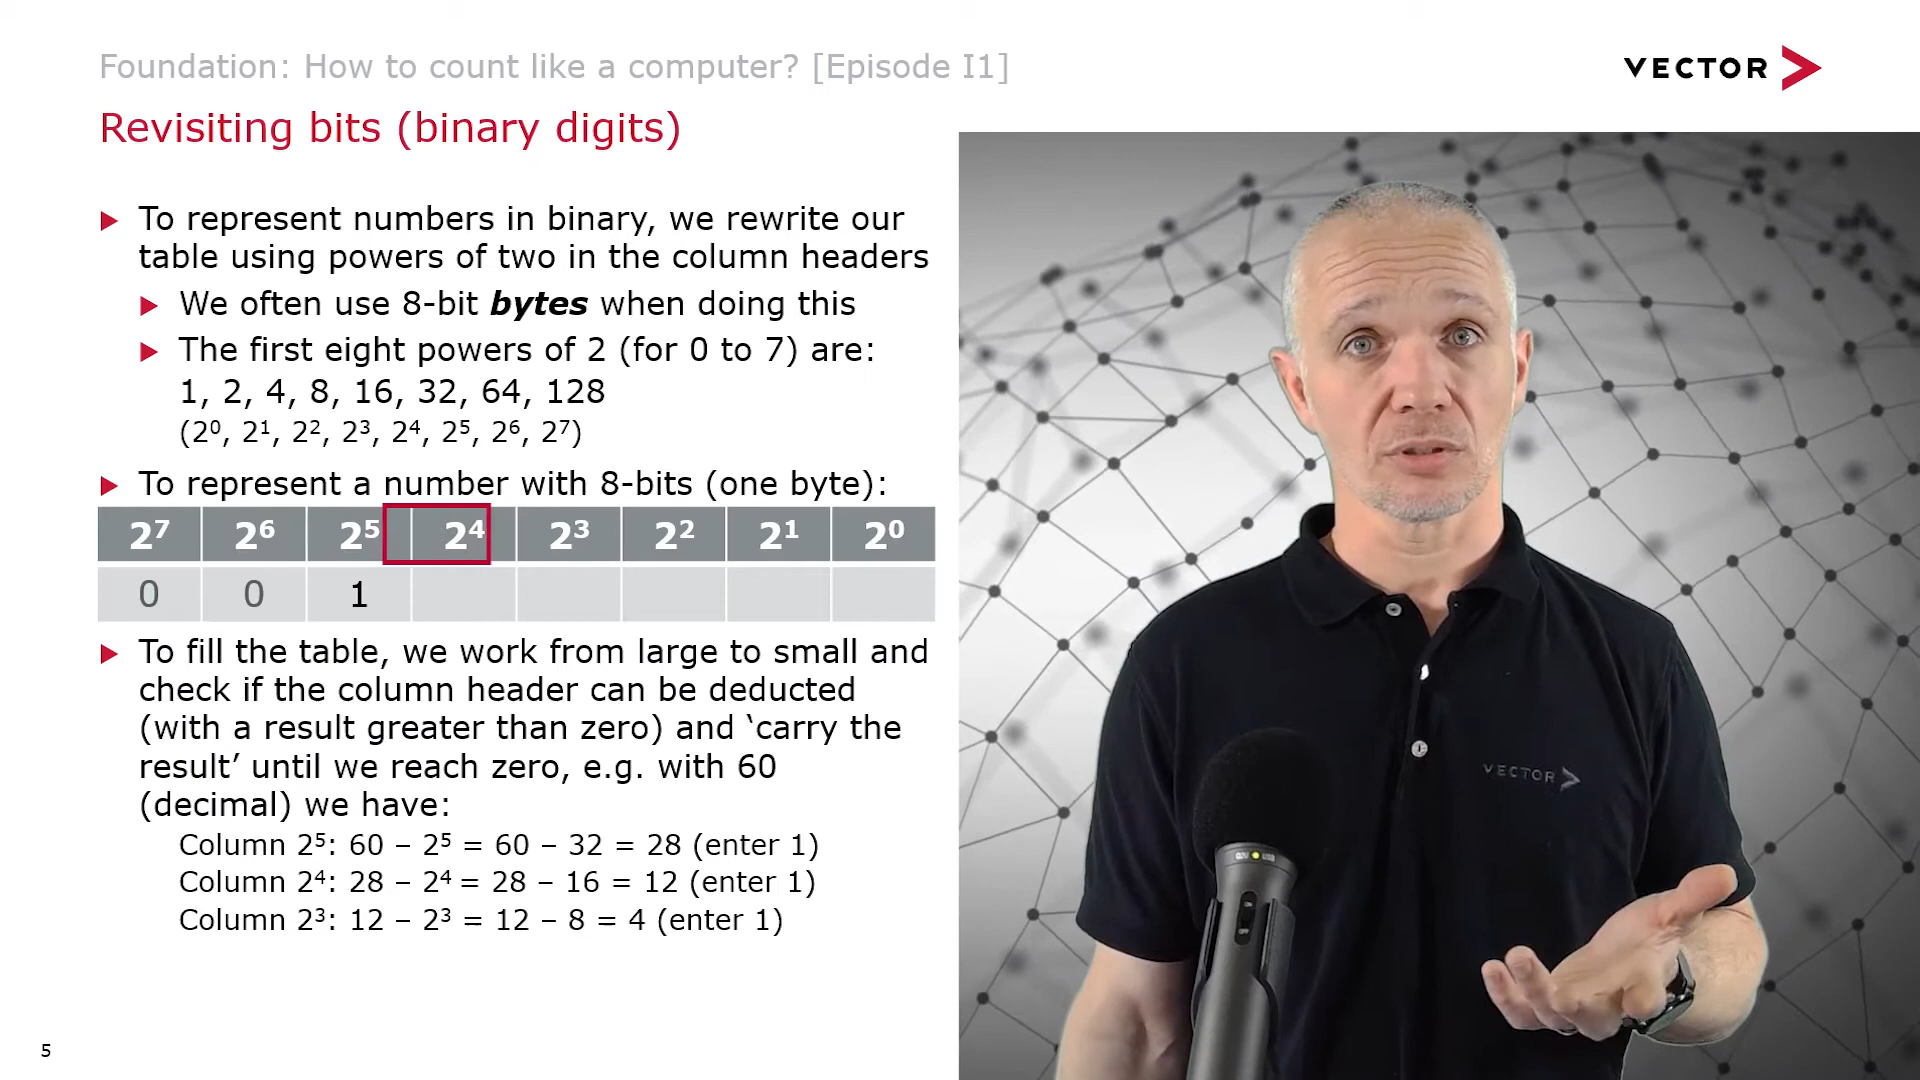 Foundation: How to count like a computer? [Episode I1]
VECTOR
Revisiting bits (binary digits)
To represent numbers in binary, we rewrite our
table using powers of two in the column headers
We often use 8-bit bytes when doing this
The first eight powers of 2 (for 0 to 7) are:
1, 2, 4, 8, 16, 32, 64, 128
(2⁰, 2¹, 2², 2³, 2⁴, 2⁵, 2⁶, 2⁷)
To represent a number with 8-bits (one byte):
2⁷ 2⁶ 2⁵ 2⁴ 2³ 2² 2¹ 2⁰
0 0 1
To fill the table, we work from large to small and
check if the column header can be deducted
(with a result greater than zero) and ‘carry the
result’ until we reach zero, e.g. with 60
(decimal) we have:
Column 2⁵: 60 – 2⁵ = 60 – 32 = 28 (enter 1)
Column 2⁴: 28 – 2⁴ = 28 – 16 = 12 (enter 1)
Column 2³: 12 – 2³ = 12 – 8 = 4 (enter 1)
VECTOR
5